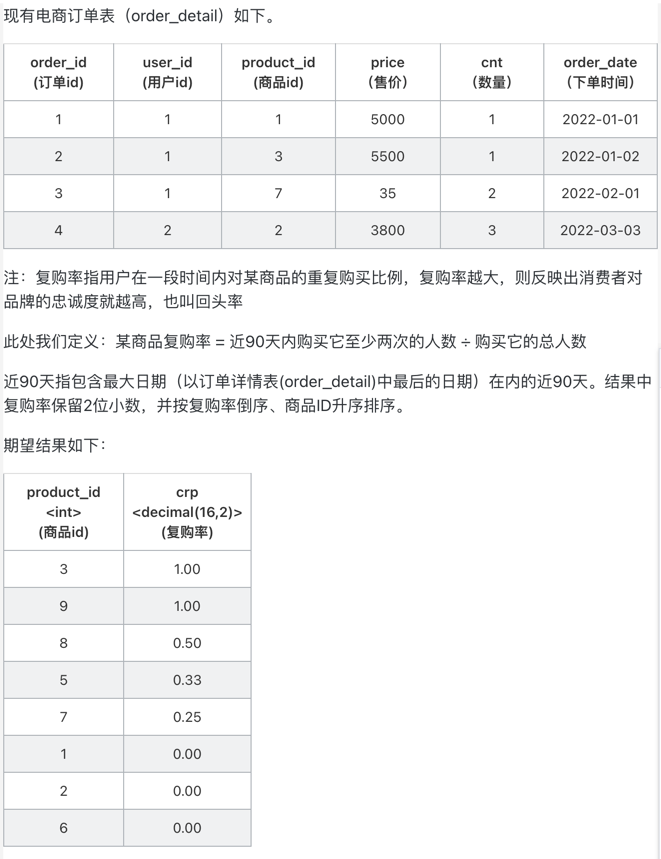 现有电商订单表（order_detail）如下。
order_id user_id product_id price cnt order_date
(订单id) (用户id) (商品id) （售价） （数量） （下单时间）
1 1 1 5000 1 2022-01-01
2 1 3 5500 1 2022-01-02
3 1 7 35 2 2022-02-01
4 2 2 3800 3 2022-03-03
注：复购率指用户在一段时间内对某商品的重复购买比例，复购率越大，则反映出消费者对
品牌的忠诚度就越高，也叫回头率
此处我们定义：某商品复购率 = 近90天内购买它至少两次的人数 ÷ 购买它的总人数
近90天指包含最大日期（以订单详情表(order_detail)中最后的日期）在内的近90天。结果中
复购率保留2位小数，并按复购率倒序、商品ID升序排序。
期望结果如下：
product_id crp
<int> <decimal(16,2)>
(商品id) (复购率)
3 1.00
9 1.00
8 0.50
5 0.33
7 0.25
1 0.00
2 0.00
6 0.00